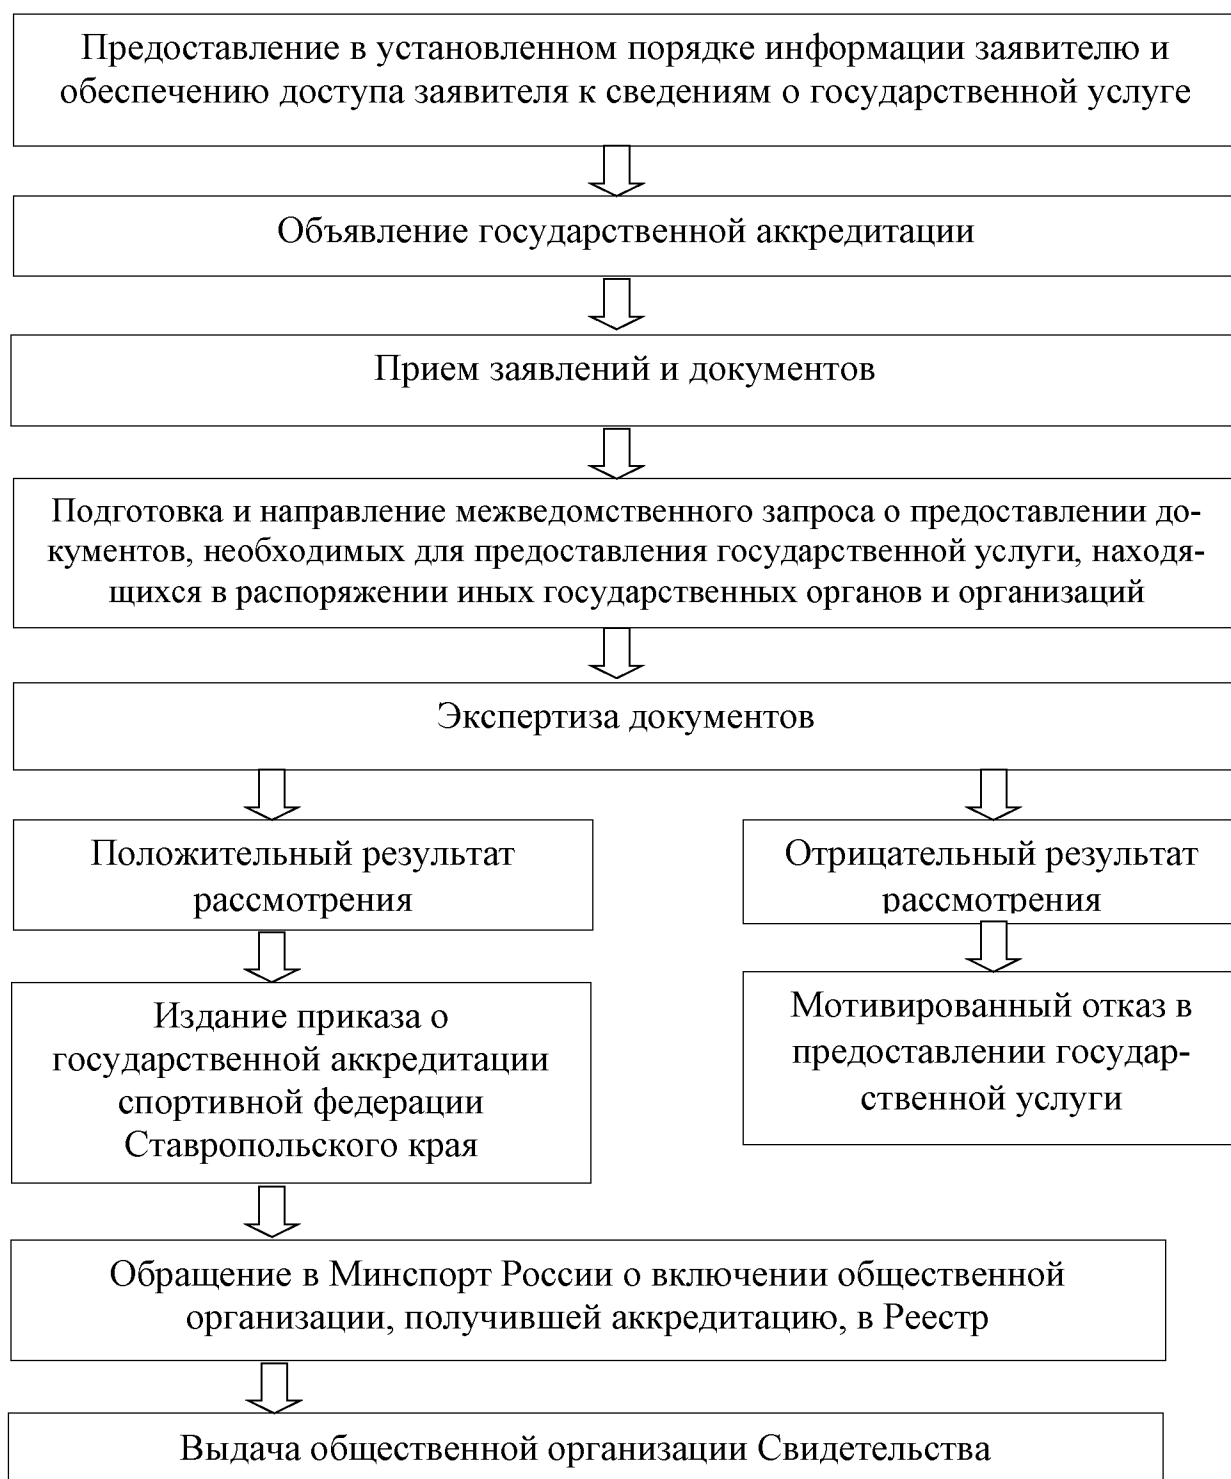 Предоставление в установленном порядке информации заявителю и
обеспечению доступа заявителя к сведениям о государственной услуге
Объявление государственной аккредитации
Прием заявлений и документов
Подготовка и направление межведомственного запроса о предоставлении до-
кументов, необходимых для предоставления государственной услуги, находя-
щихся в распоряжении иных государственных органов и организаций
Экспертиза документов
Положительный результат
рассмотрения
Отрицательный результат
рассмотрения
Издание приказа о
государственной аккредитации
спортивной федерации
Ставропольского края
Мотивированный отказ в
предоставлении государ-
ственной услуги
Обращение в Минспорт России о включении общественной
организации, получившей аккредитацию, в Реестр
Выдача общественной организации Свидетельства